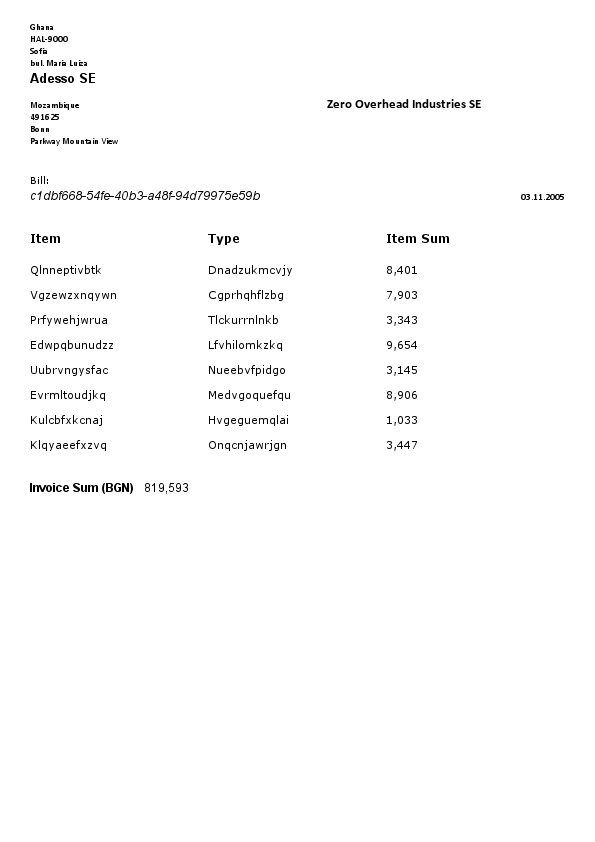 Ghana
HAL-9000
Sofia
bul. Maria Luiza
Adesso SE
Mozambique
491625
Bonn
Parkway Mountain View
Zero Overhead Industries SE
Bill:
c1dbf668-54fe-40b3-a48f-94d79975e59b
03.11.2005
Item Type Item Sum
Qlnneptivbtk Dnadzukmcvjy 8,401
Vgzewzxnqywn Cgprhqhflzbg 7,903
Prfywehjwrua Tlckurrnlnkb 3,343
Edwpqbunudzz Lfvhilomkzkq 9,654
Uubrvngysfac Nueebvfpidgo 3,145
Evrmltoudjkq Medvgoquefqu 8,906
Kulcbfxkcnaj Hvgeguemqlai 1,033
Klqyaeefxzvq Onqcnjawrjgn 3,447
Invoice Sum (BGN) 819,593